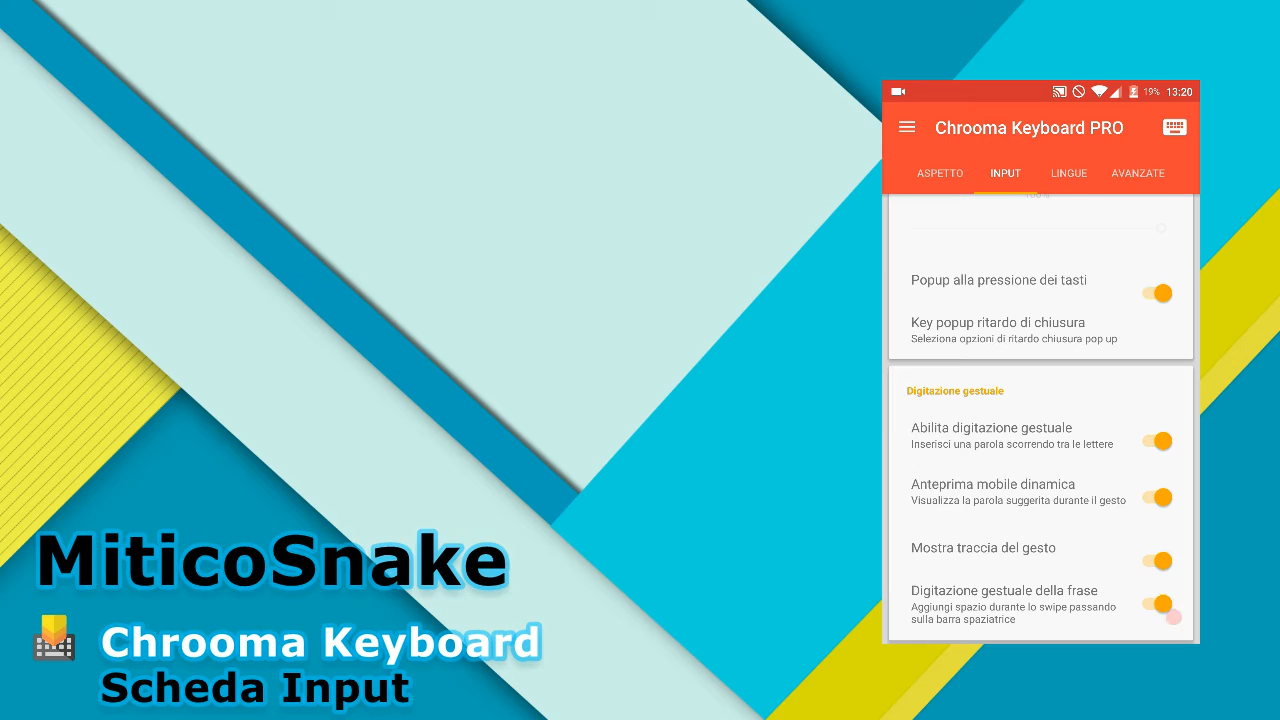 19% 13:20
Chrooma Keyboard PRO
ASPETTO INPUT LINGUE AVANZATE
Popup alla pressione dei tasti
Key popup ritardo di chiusura
Seleziona opzioni di ritardo chiusura pop up
Digitazione gestuale
Abilita digitazione gestuale
Inserisci una parola scorrendo tra le lettere
Anteprima mobile dinamica
Visualizza la parola suggerita durante il gesto
Mostra traccia del gesto
Digitazione gestuale della frase
Aggiungi spazio durante lo swipe passando
sulla barra spaziatrice
MiticoSnake
Chrooma Keyboard
Scheda Input